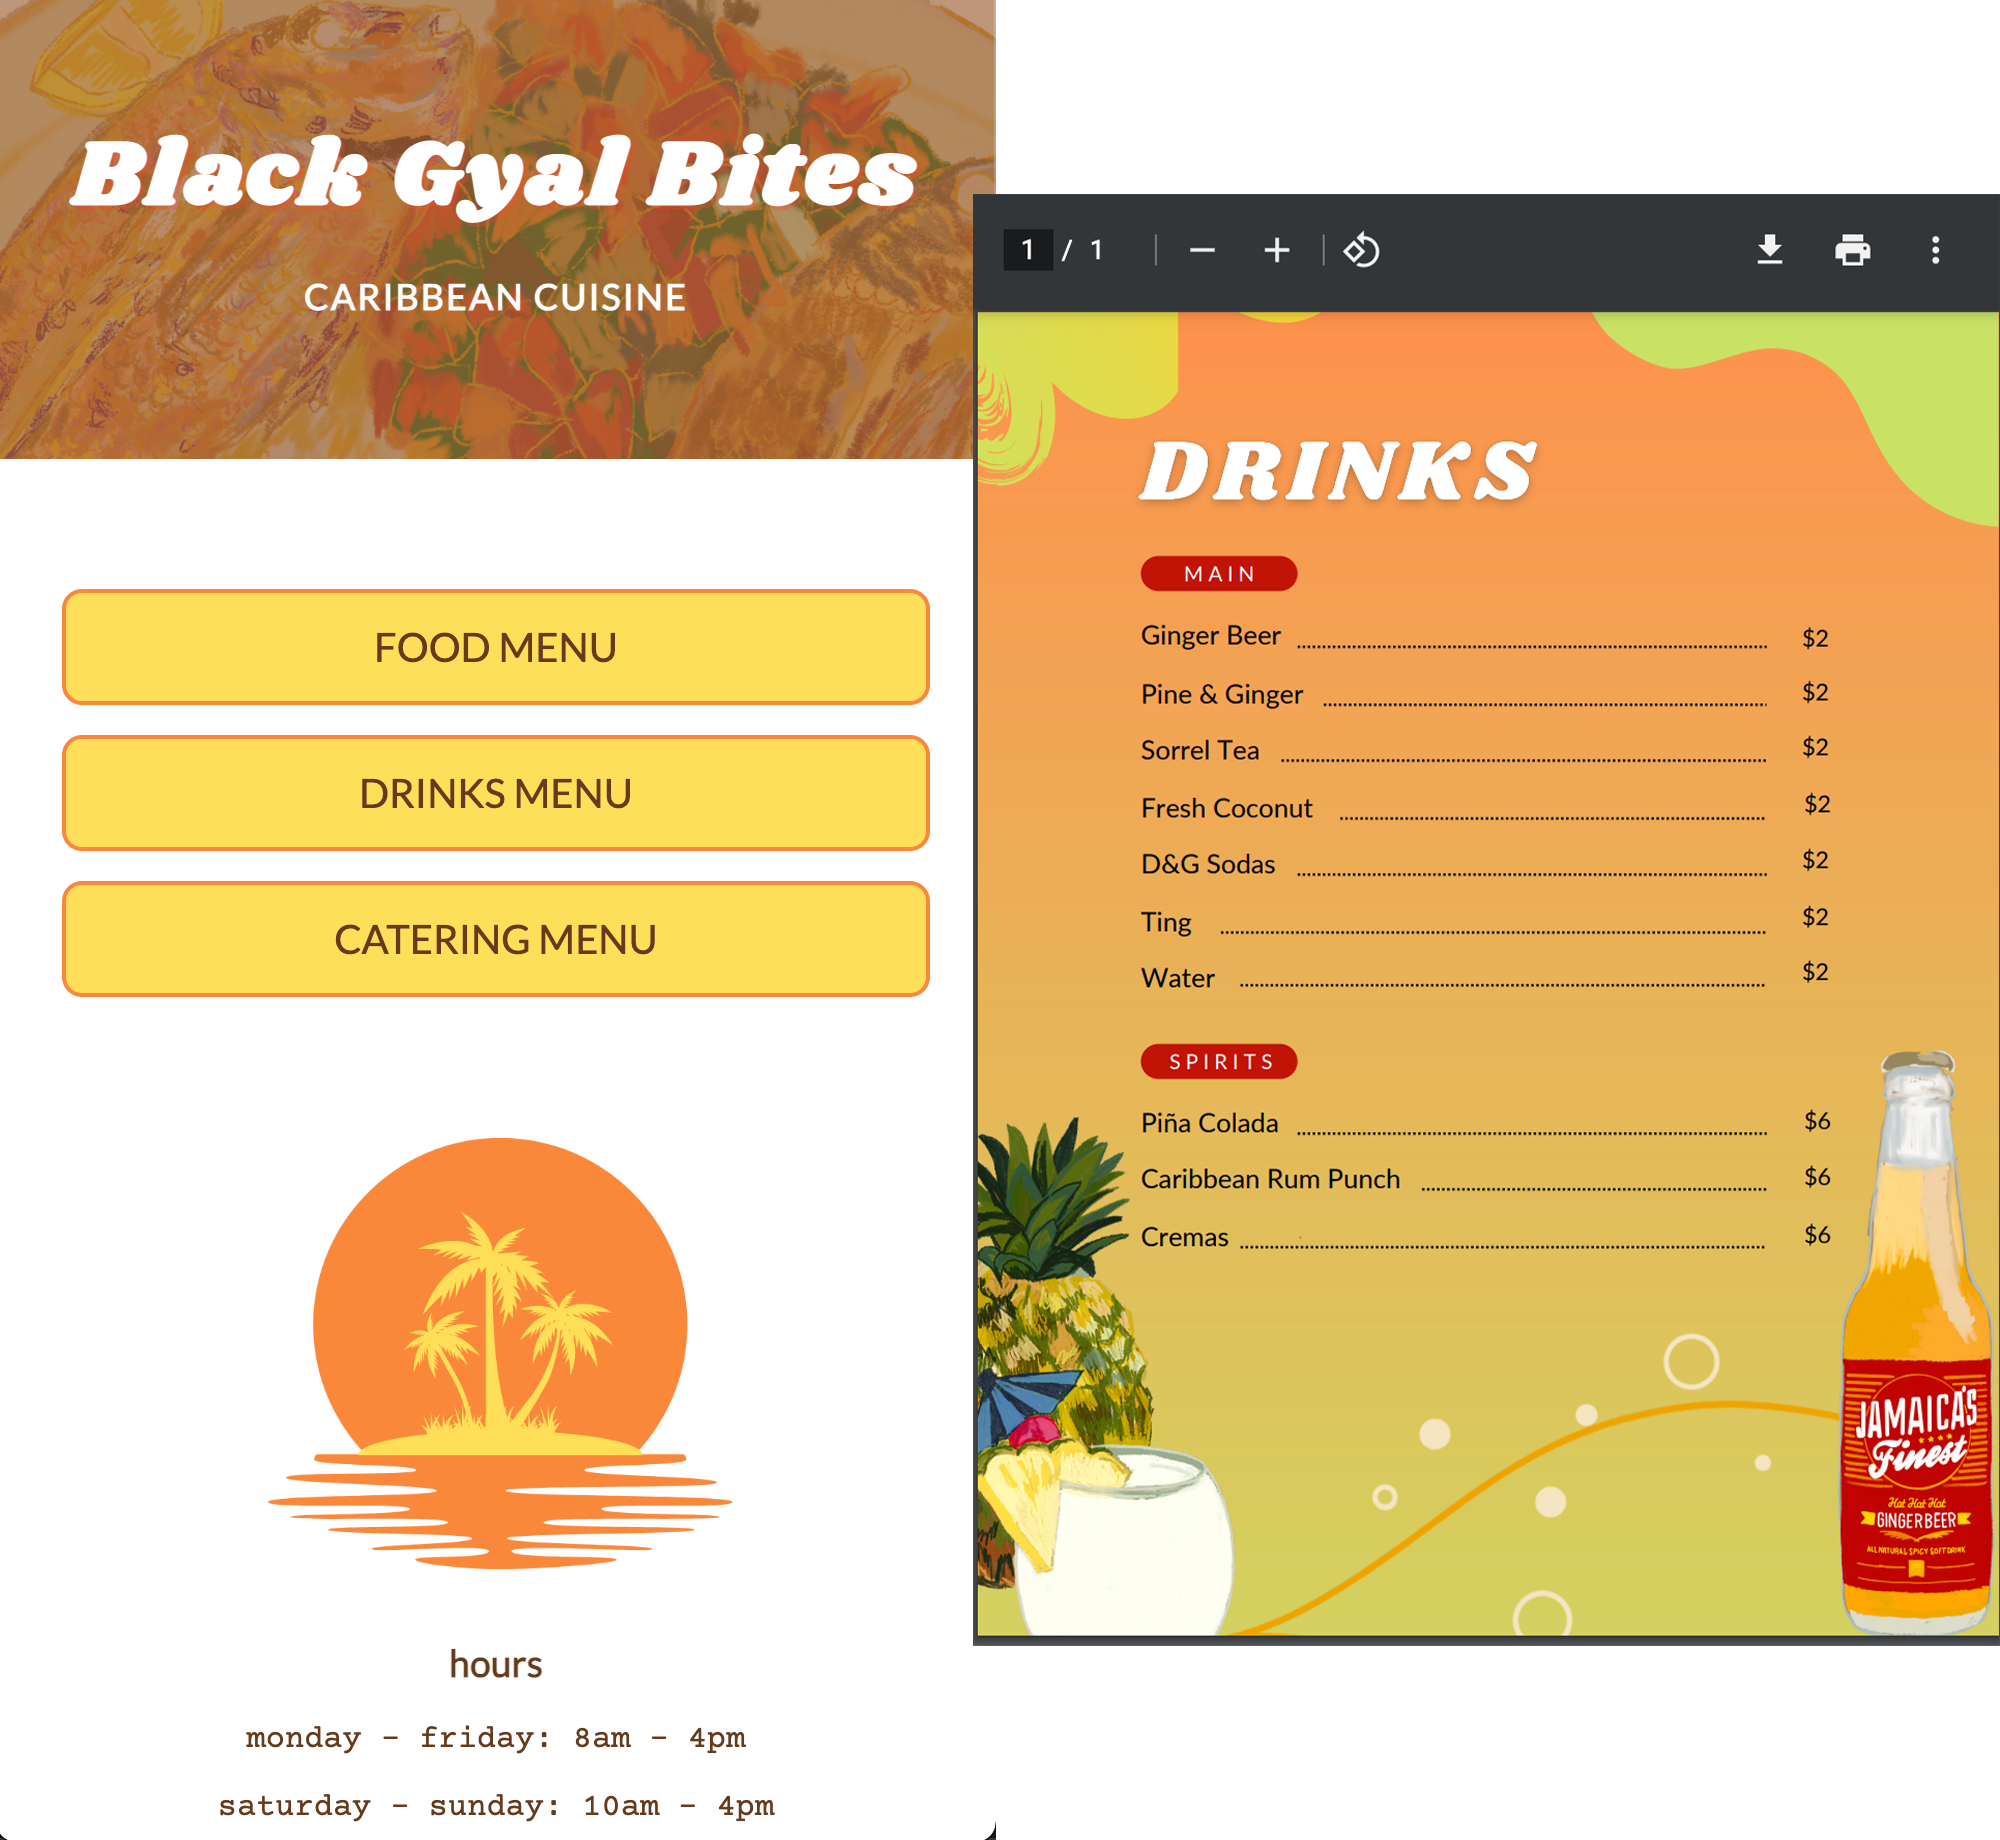 Black Gyal Bites
CARIBBEAN CUISINE
FOOD MENU
DRINKS MENU
CATERING MENU
hours
monday - friday: 8am - 4pm
saturday - sunday: 10am - 4pm
1 / 1
DRINKS
MAIN
Ginger Beer $2
Pine & Ginger $2
Sorrel Tea $2
Fresh Coconut $2
D&G Sodas $2
Ting $2
Water $2
SPIRITS
Piña Colada $6
Caribbean Rum Punch $6
Cremas $6
JAMAICA'S
Finest
Hot Hot Hot
GINGER BEER
ALL NATURAL SPICY SOFT DRINK